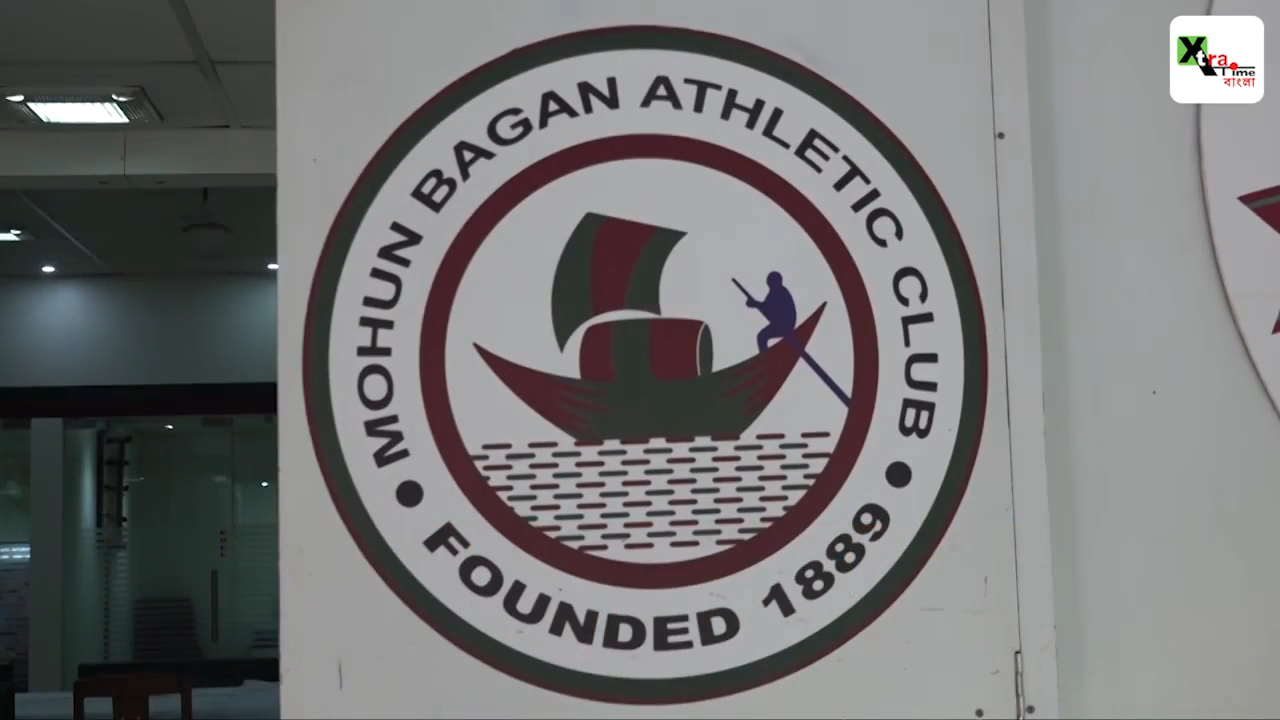 Xtra
Time
বাংলা
MOHUN BAGAN ATHLETIC CLUB
• FOUNDED 1889 •